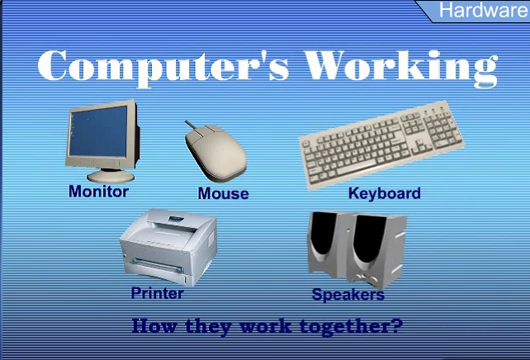 Hardware
Computer's Working
Monitor
Mouse
Keyboard
Printer
Speakers
How they work together?